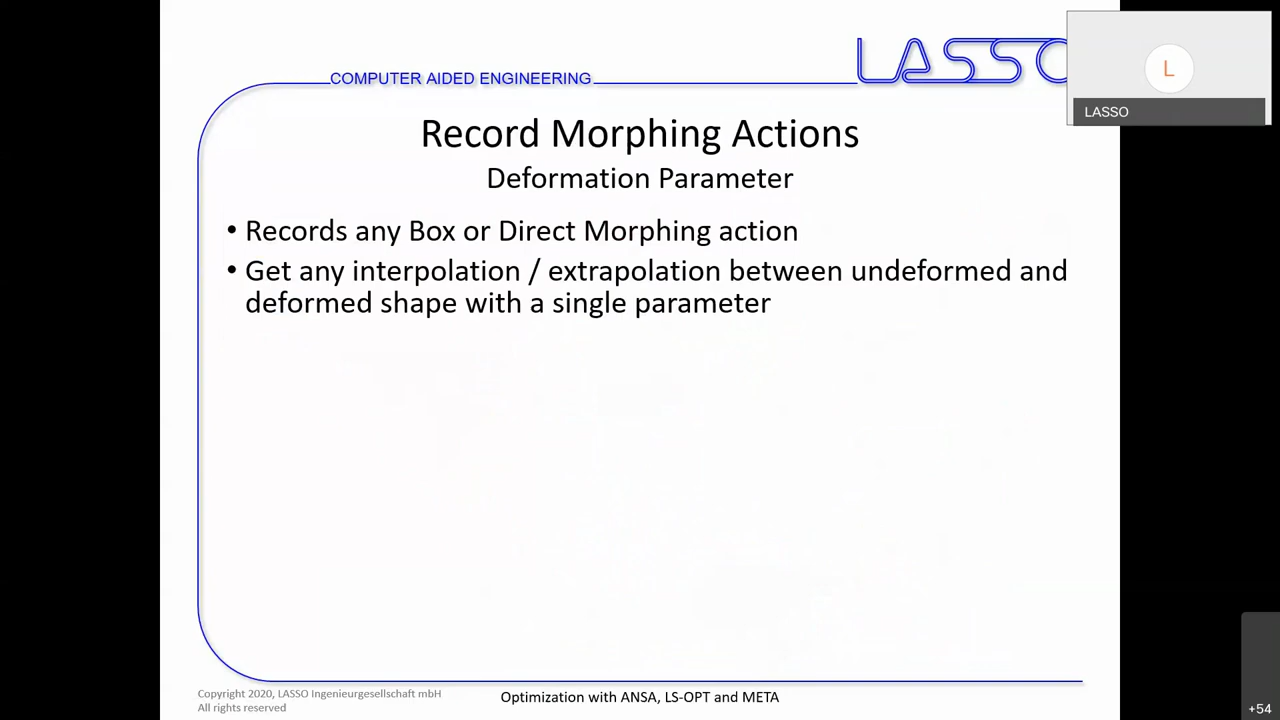 LASSO
L
LASSO
COMPUTER AIDED ENGINEERING
Record Morphing Actions
Deformation Parameter
• Records any Box or Direct Morphing action
• Get any interpolation / extrapolation between undeformed and
deformed shape with a single parameter
Copyright 2020, LASSO Ingenieurgesellschaft mbH
All rights reserved
Optimization with ANSA, LS-OPT and META
+54